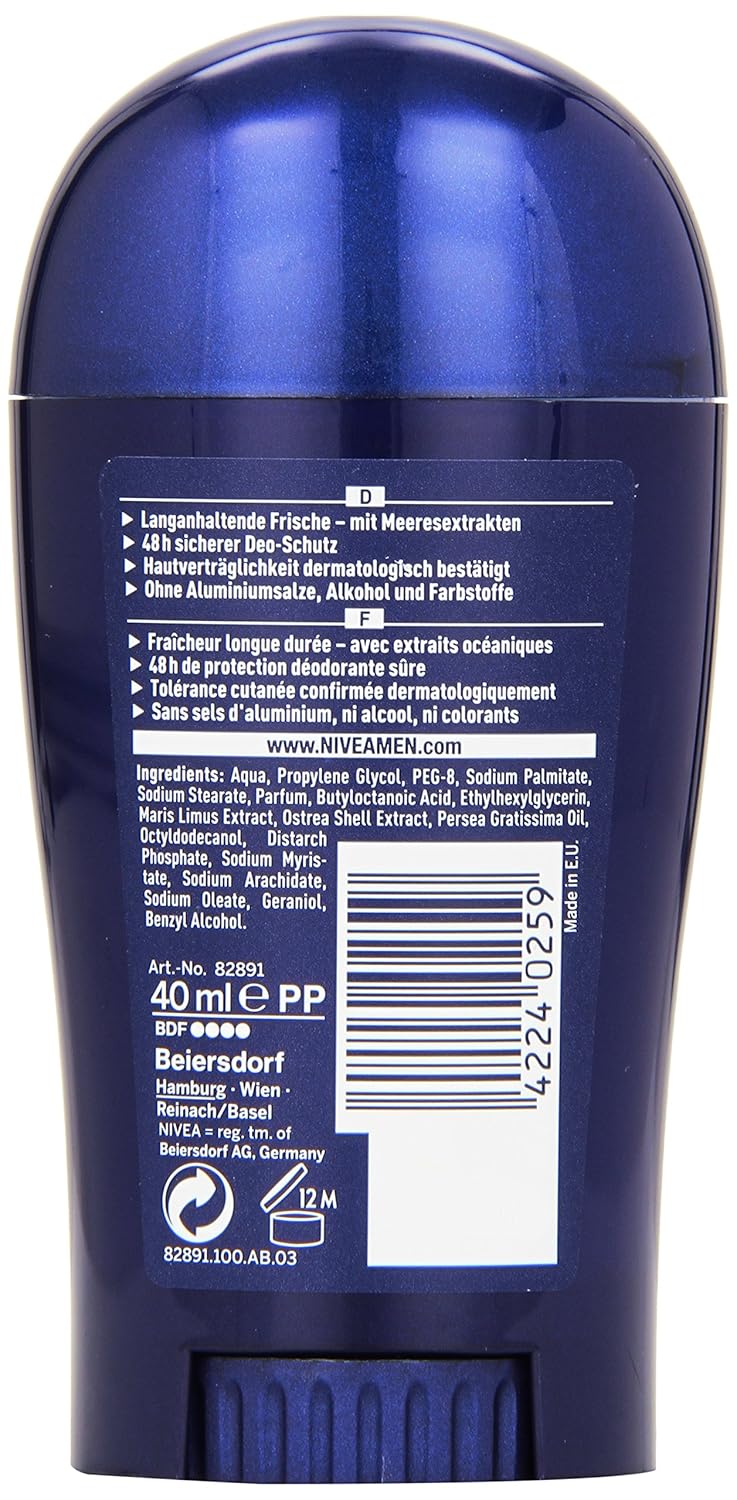 D
▶ Langanhaltende Frische – mit Meeresextrakten
▶ 48h sicherer Deo-Schutz
▶ Hautverträglichkeit dermatologisch bestätigt
▶ Ohne Aluminiumsalze, Alkohol und Farbstoffe
F
▶ Fraîcheur longue durée – avec extraits océaniques
▶ 48h de protection déodorante sûre
▶ Tolérance cutanée confirmée dermatologiquement
▶ Sans sels d'aluminium, ni alcool, ni colorants
www.NIVEAMEN.com
Ingredients: Aqua, Propylene Glycol, PEG-8, Sodium Palmitate,
Sodium Stearate, Parfum, Butyloctanoic Acid, Ethylhexylglycerin,
Maris Limus Extract, Ostrea Shell Extract, Persea Gratissima Oil,
Octyldodecanol, Distarch
Phosphate, Sodium Myris-
tate, Sodium Arachidate,
Sodium Oleate, Geraniol,
Benzyl Alcohol.
Made in E.U.
4224 0259
Art.-No. 82891
40 ml e PP
BDF
Beiersdorf
Hamburg · Wien ·
Reinach/Basel
NIVEA = reg. tm. of
Beiersdorf AG, Germany
12 M
82891.100.AB.03